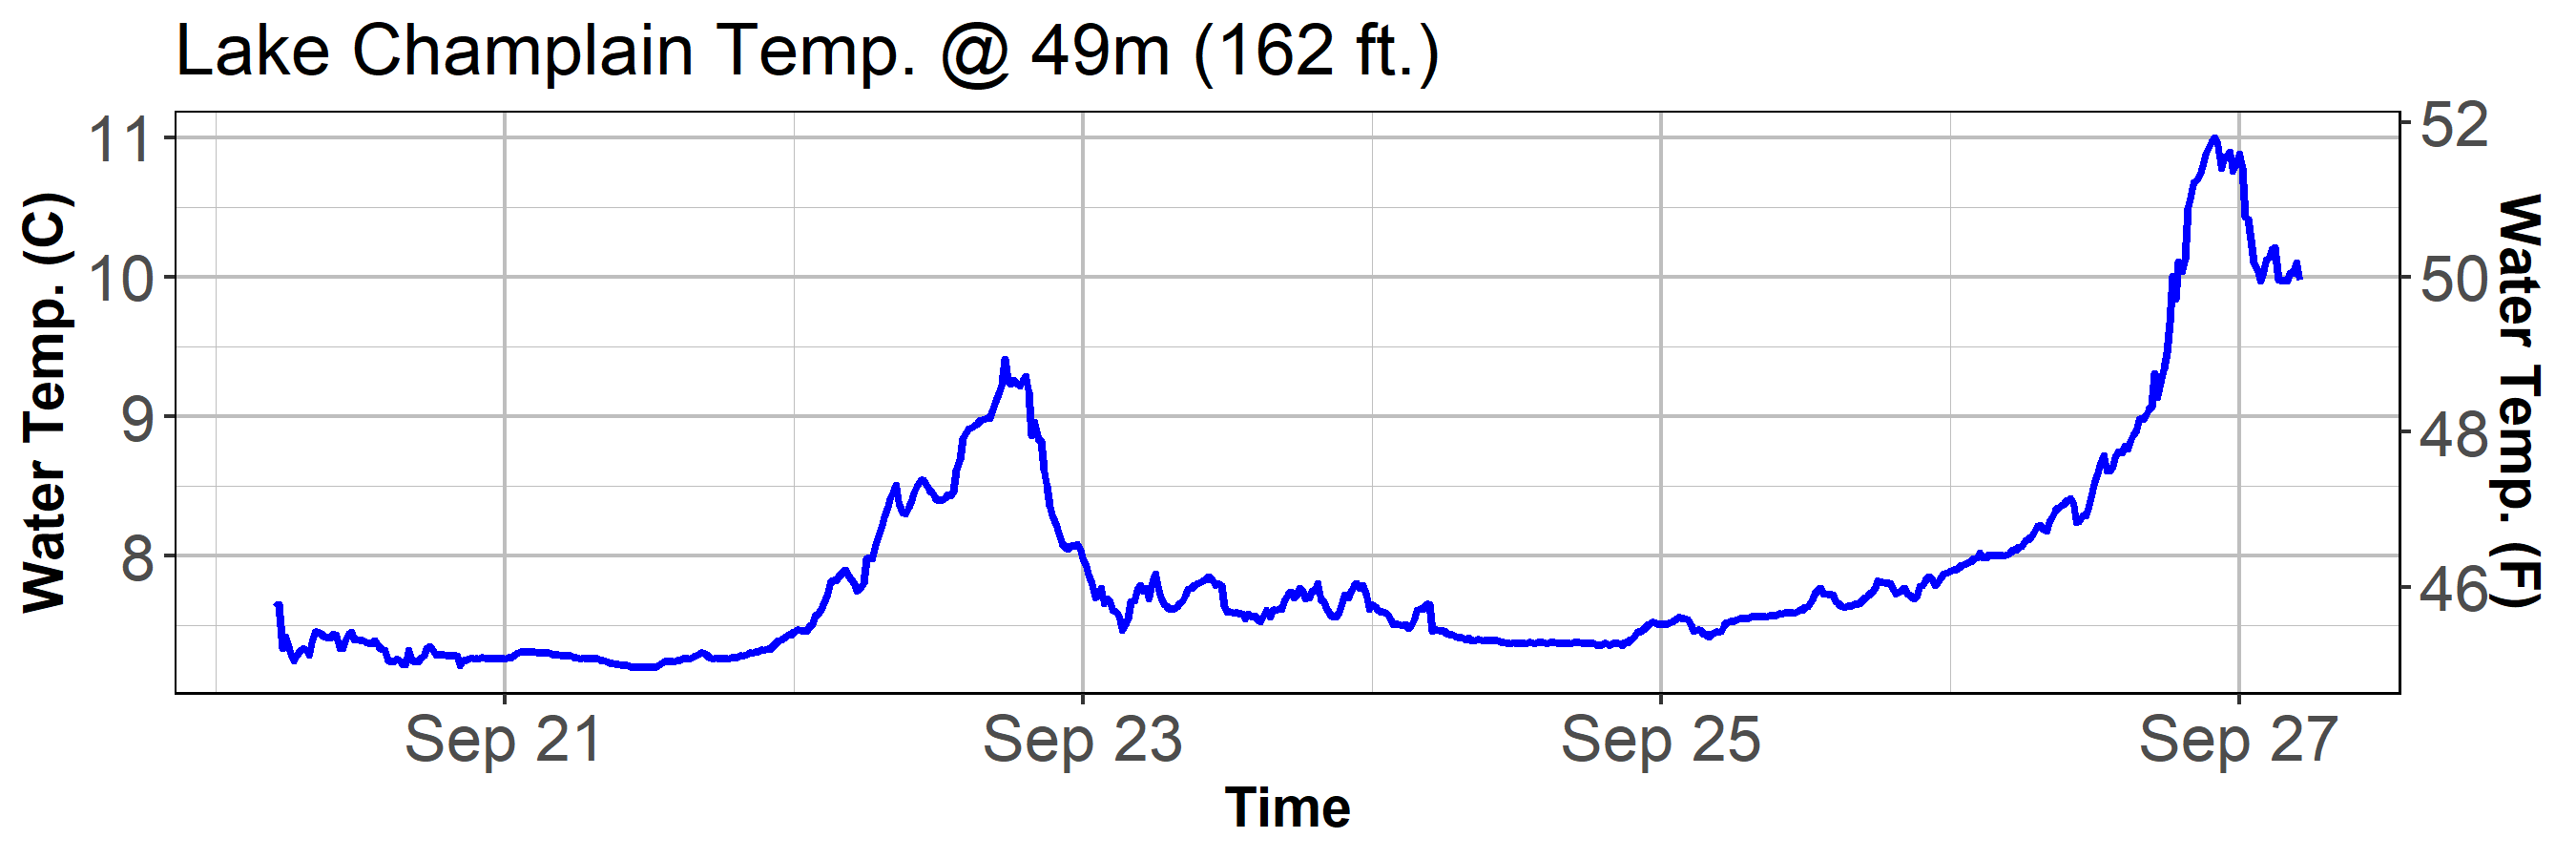 Lake Champlain Temp. @ 49m (162 ft.)
Water Temp. (C)
11
10
9
8
52
50
48
46
Water Temp. (F)
Sep 21
Sep 23
Sep 25
Sep 27
Time